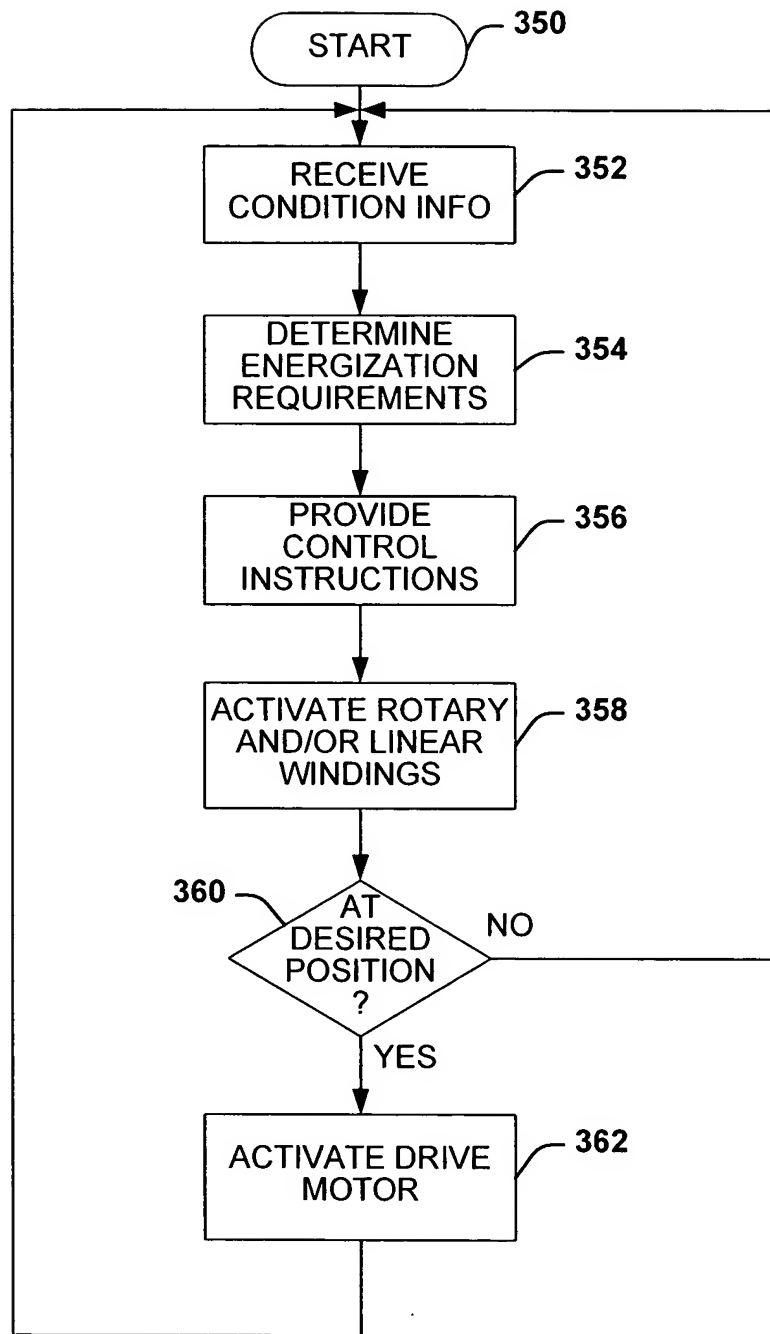 START
350
RECEIVE
CONDITION INFO
352
DETERMINE
ENERGIZATION
REQUIREMENTS
354
PROVIDE
CONTROL
INSTRUCTIONS
356
ACTIVATE ROTARY
AND/OR LINEAR
WINDINGS
358
360
AT
DESIRED
POSITION
?
NO
YES
ACTIVATE DRIVE
MOTOR
362